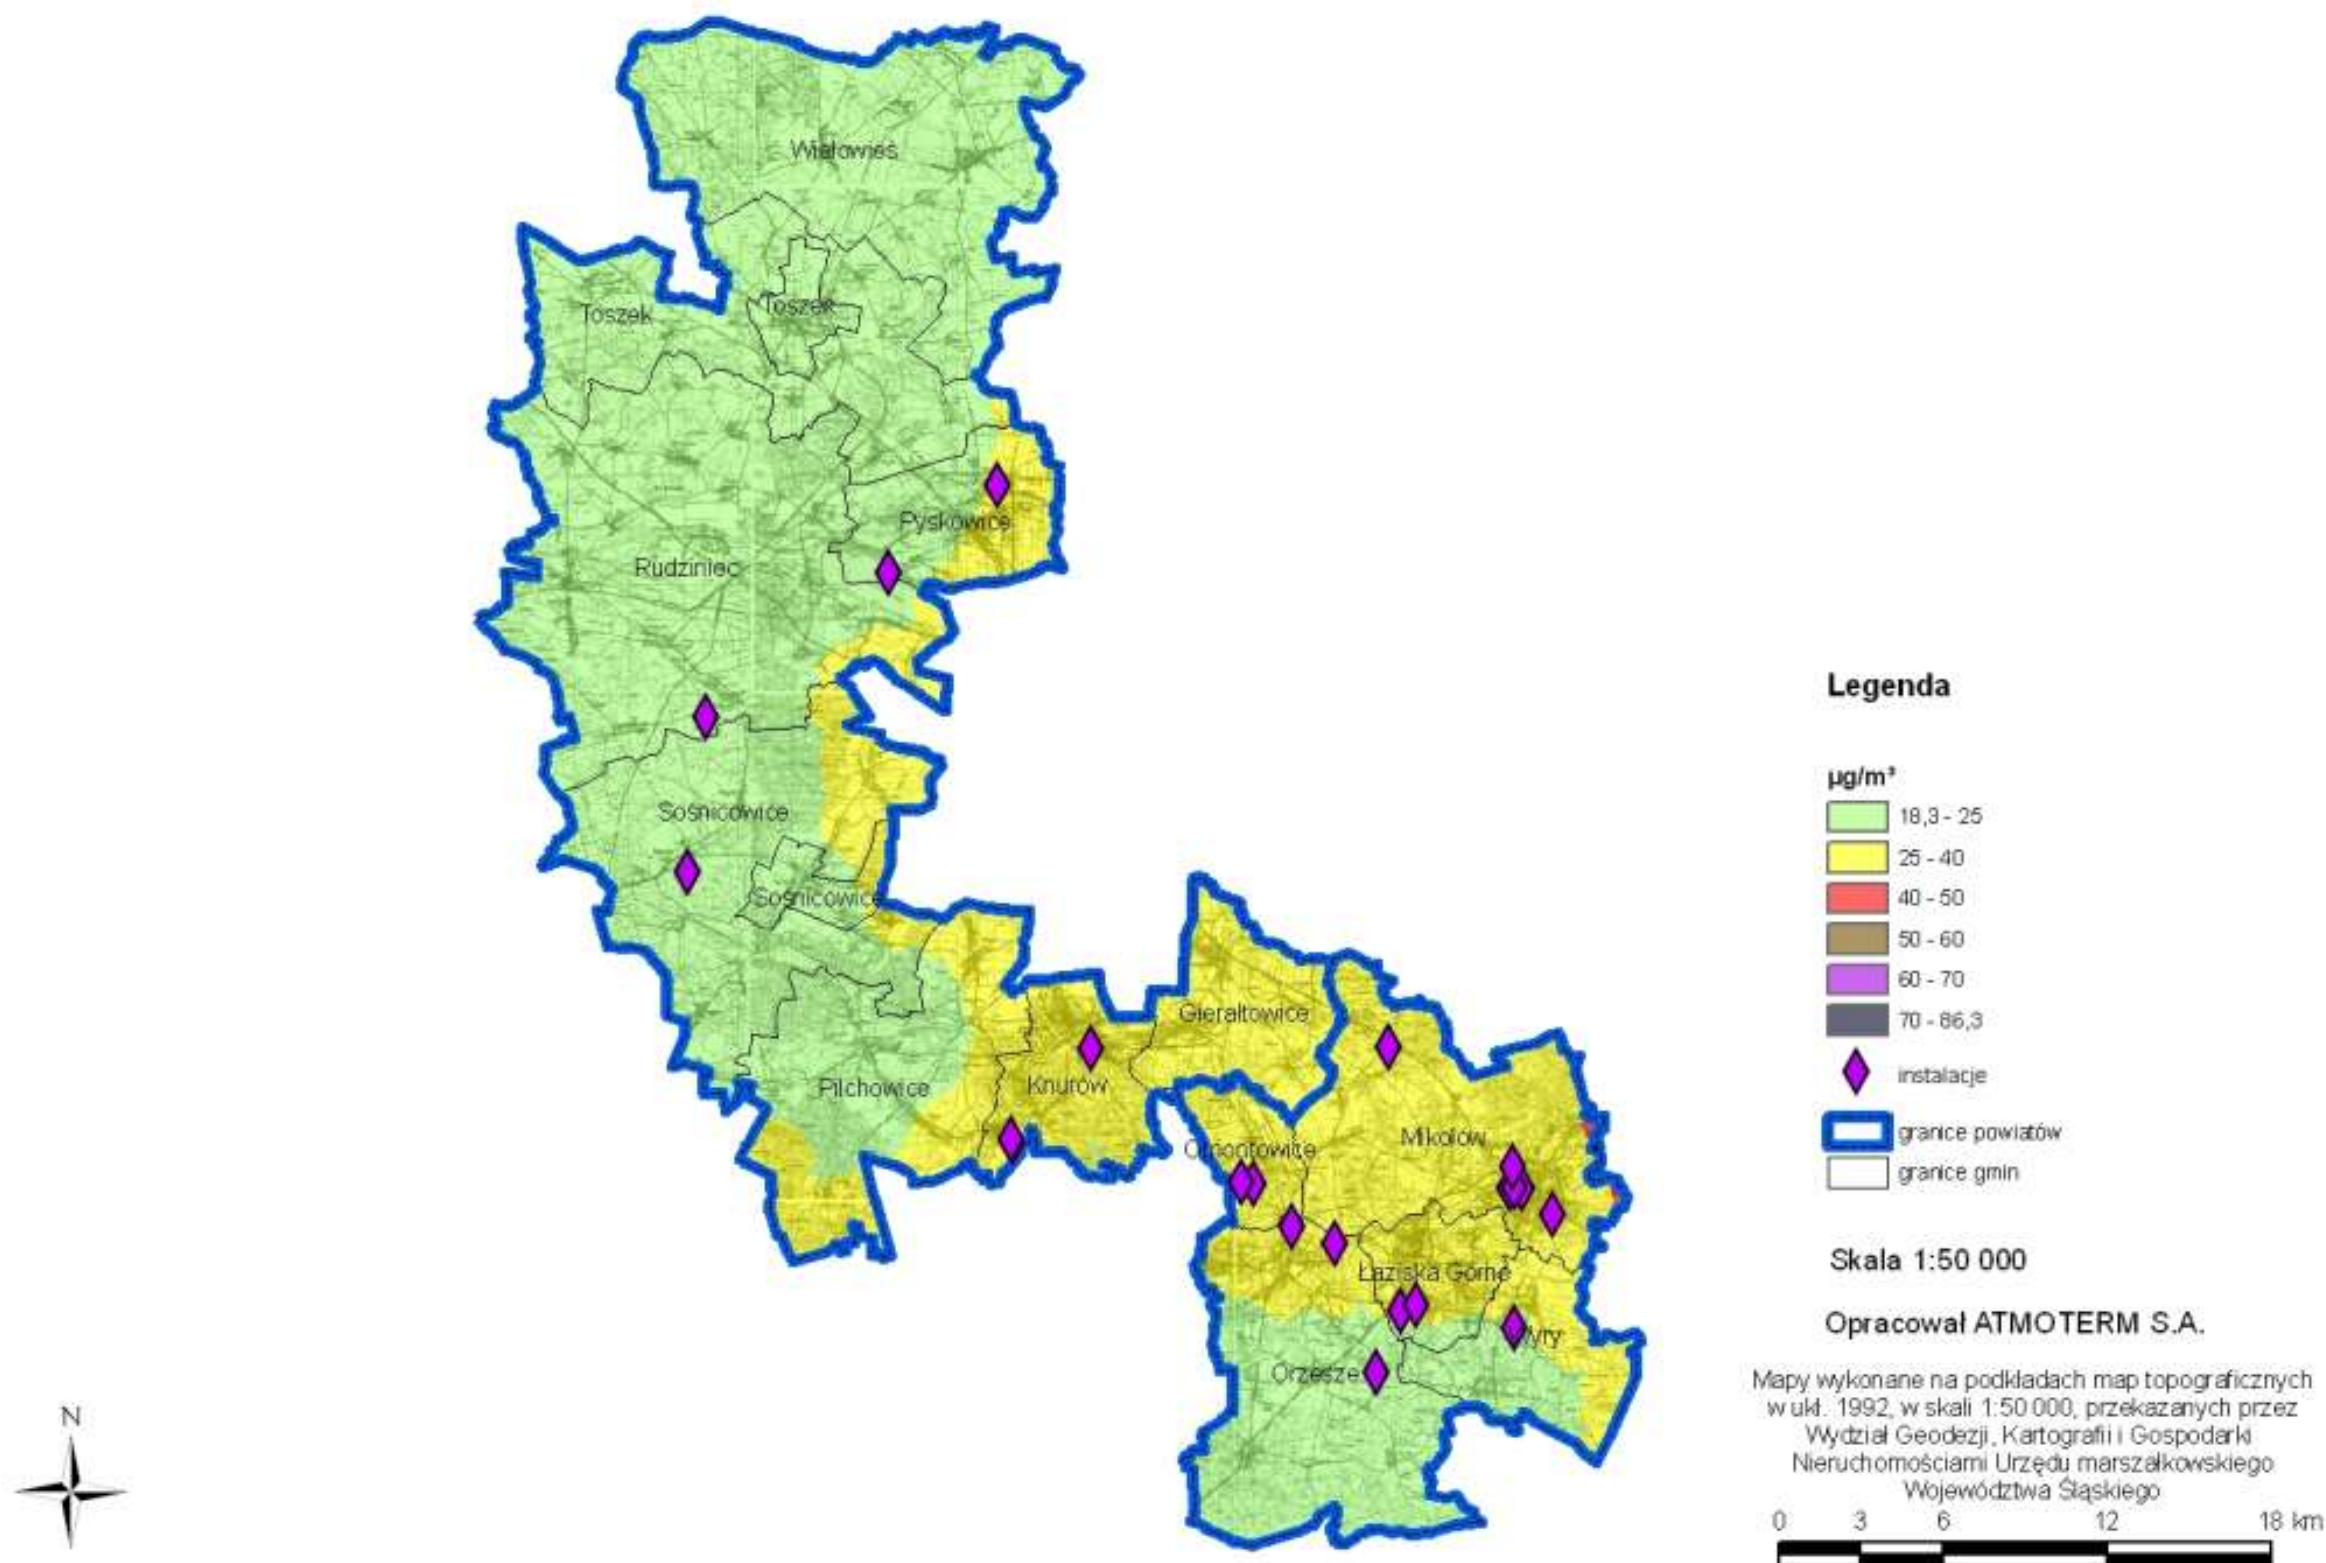 Wielowieś
Toszek
Toszek
Pyskowice
Rudziniec
Sośnicowice
Sośnicowice
Gierałtowice
Pilchowice
Knurów
Ornontowice
Mikołów
Łaziska Górne
Wyry
Orzesze
N
Legenda
µg/m³
18,3 - 25
25 - 40
40 - 50
50 - 60
60 - 70
70 - 86,3
instalacje
granice powiatów
granice gmin
Skala 1:50 000
Opracował ATMOTERM S.A.
Mapy wykonane na podkładach map topograficznych
w ukł. 1992, w skali 1:50 000, przekazanych przez
Wydział Geodezji, Kartografii i Gospodarki
Nieruchomościami Urzędu marszałkowskiego
Województwa Śląskiego
0 3 6 12 18 km